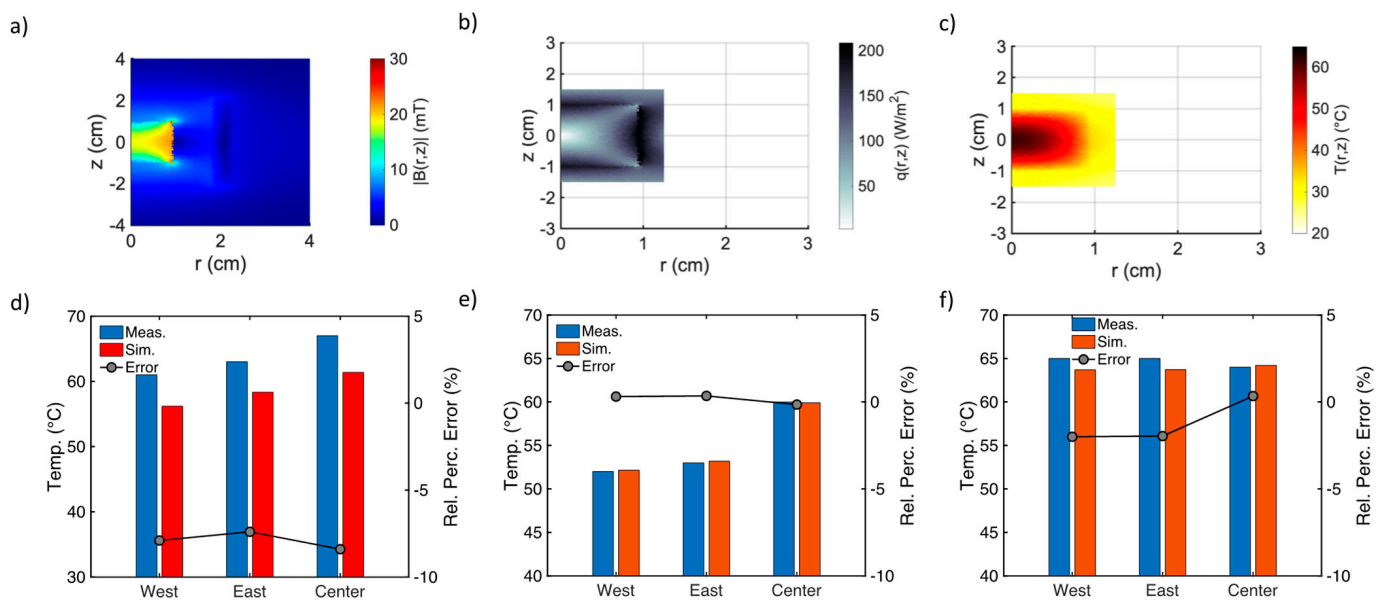 a)
4
2
0
-2
-4
z (cm)
0
2
4
r (cm)
30
20
10
0
|B(r,z)| (mT)
b)
3
2
1
0
-1
-2
-3
z (cm)
0
1
2
3
r (cm)
200
150
100
50
q(r,z) (W/m²)
c)
3
2
1
0
-1
-2
-3
z (cm)
0
1
2
3
r (cm)
60
50
40
30
20
T(r,z) (°C)
d)
70
60
50
40
30
Temp. (°C)
Meas.
Sim.
Error
West
East
Center
5
0
-5
-10
Rel. Perc. Error (%)
e)
70
65
60
55
50
45
40
Temp. (°C)
Meas.
Sim.
Error
West
East
Center
5
0
-5
-10
Rel. Perc. Error (%)
f)
70
65
60
55
50
45
40
Temp. (°C)
Meas.
Sim.
Error
West
East
Center
5
0
-5
-10
Rel. Perc. Error (%)